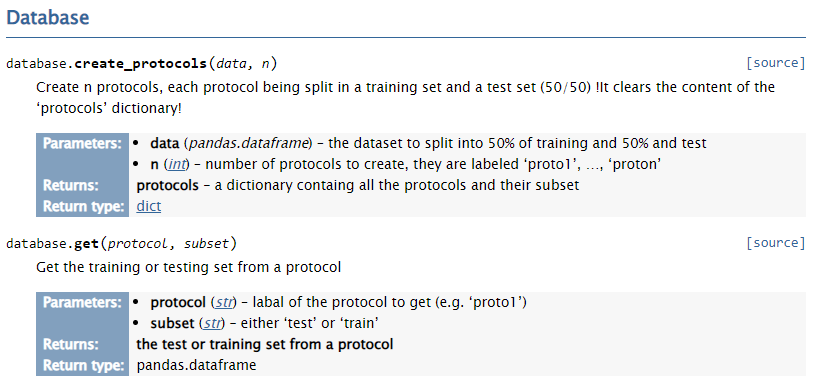 Database
database.create_protocols(data, n) [source]
Create n protocols, each protocol being split in a training set and a test set (50/50) !It clears the content of the
‘protocols’ dictionary!
Parameters: • data (pandas.dataframe) – the dataset to split into 50% of training and 50% and test
• n (int) – number of protocols to create, they are labeled ‘proto1’, …, ‘proton’
Returns: protocols – a dictionary containg all the protocols and their subset
Return type: dict
database.get(protocol, subset) [source]
Get the training or testing set from a protocol
Parameters: • protocol (str) – labal of the protocol to get (e.g. ‘proto1’)
• subset (str) – either ‘test’ or ‘train’
Returns: the test or training set from a protocol
Return type: pandas.dataframe